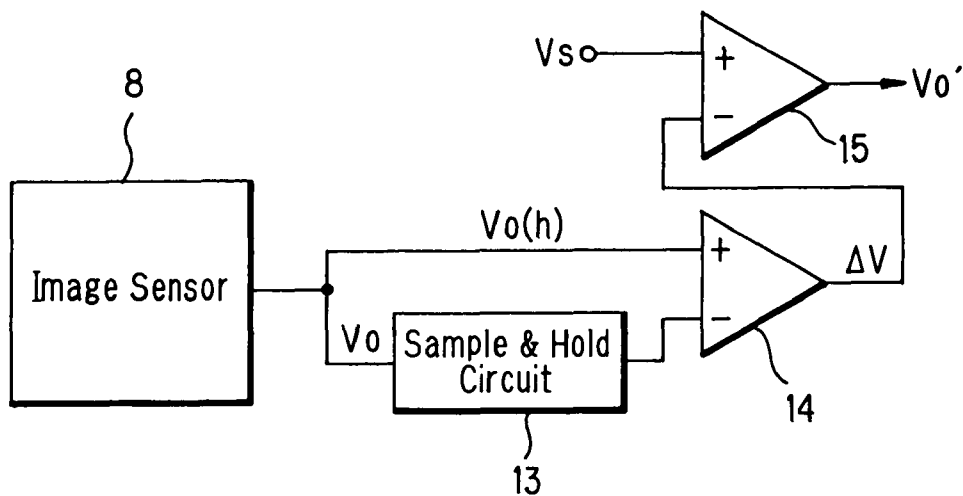 8
Vs
+
Vo´
−
15
Image Sensor
Vo(h)
+
ΔV
Vo
Sample & Hold
Circuit
−
14
13